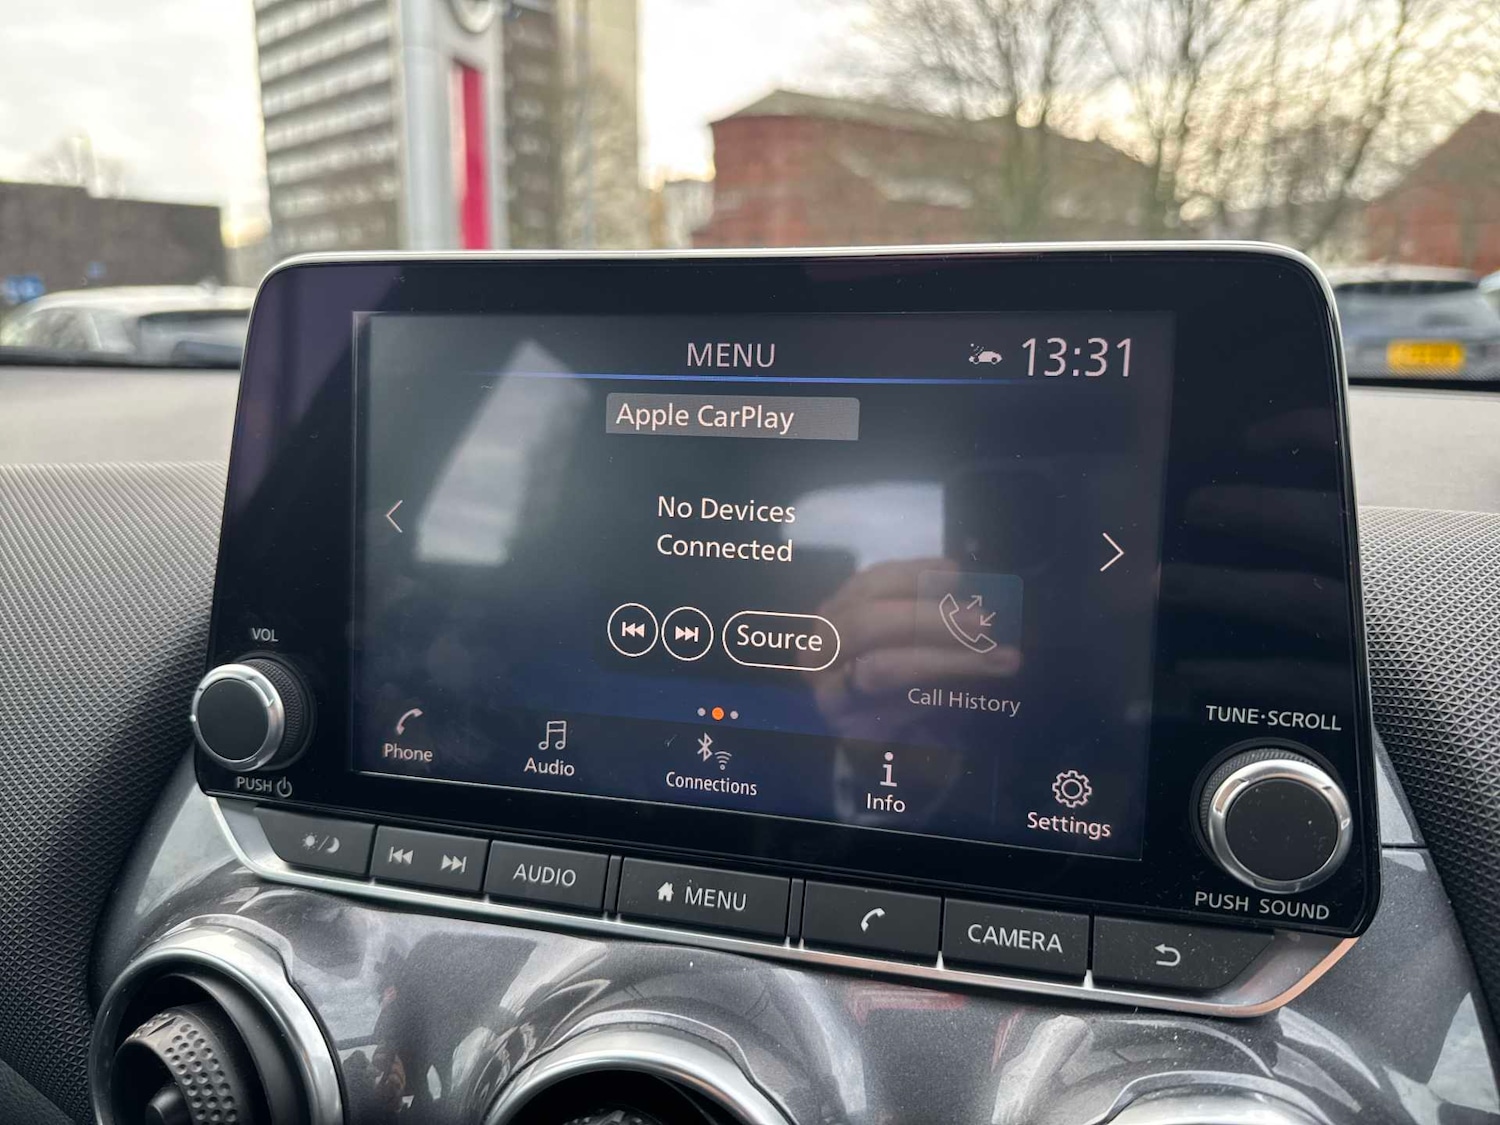 MENU
13:31
Apple CarPlay
No Devices
Connected
Source
Call History
Phone
Audio
Connections
Info
Settings
VOL
PUSH
TUNE·SCROLL
PUSH SOUND
AUDIO
MENU
CAMERA